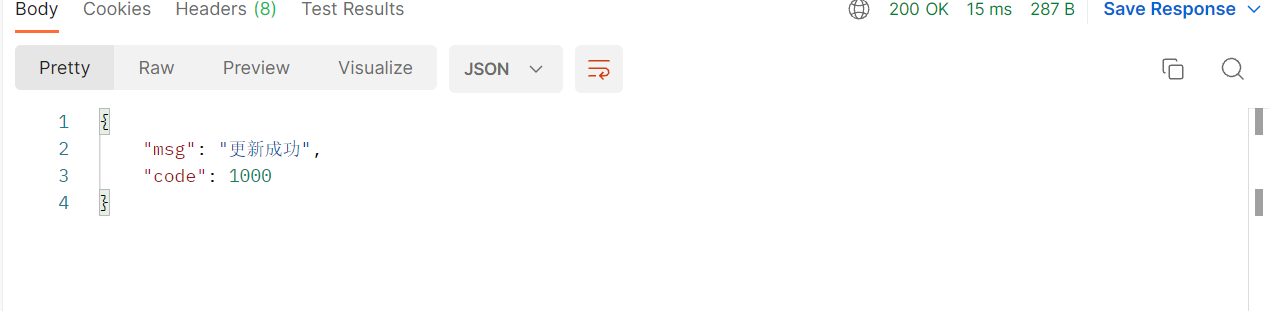 Body Cookies Headers (8) Test Results 200 OK 15 ms 287 B Save Response
Pretty Raw Preview Visualize JSON
1 {
2 "msg": "更新成功",
3 "code": 1000
4 }